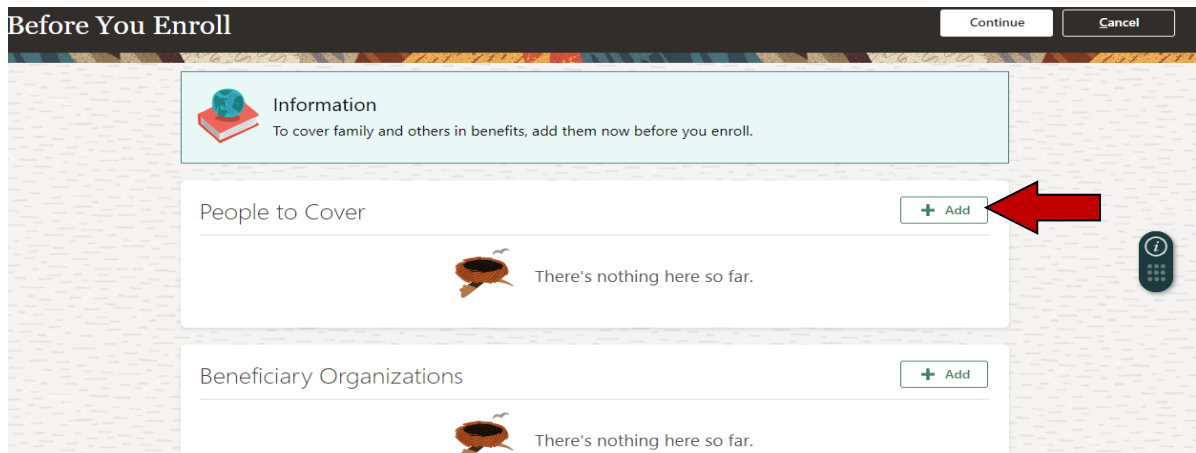 Before You Enroll
Continue
Cancel
Information
To cover family and others in benefits, add them now before you enroll.
People to Cover
+ Add
There's nothing here so far.
Beneficiary Organizations
+ Add
There's nothing here so far.